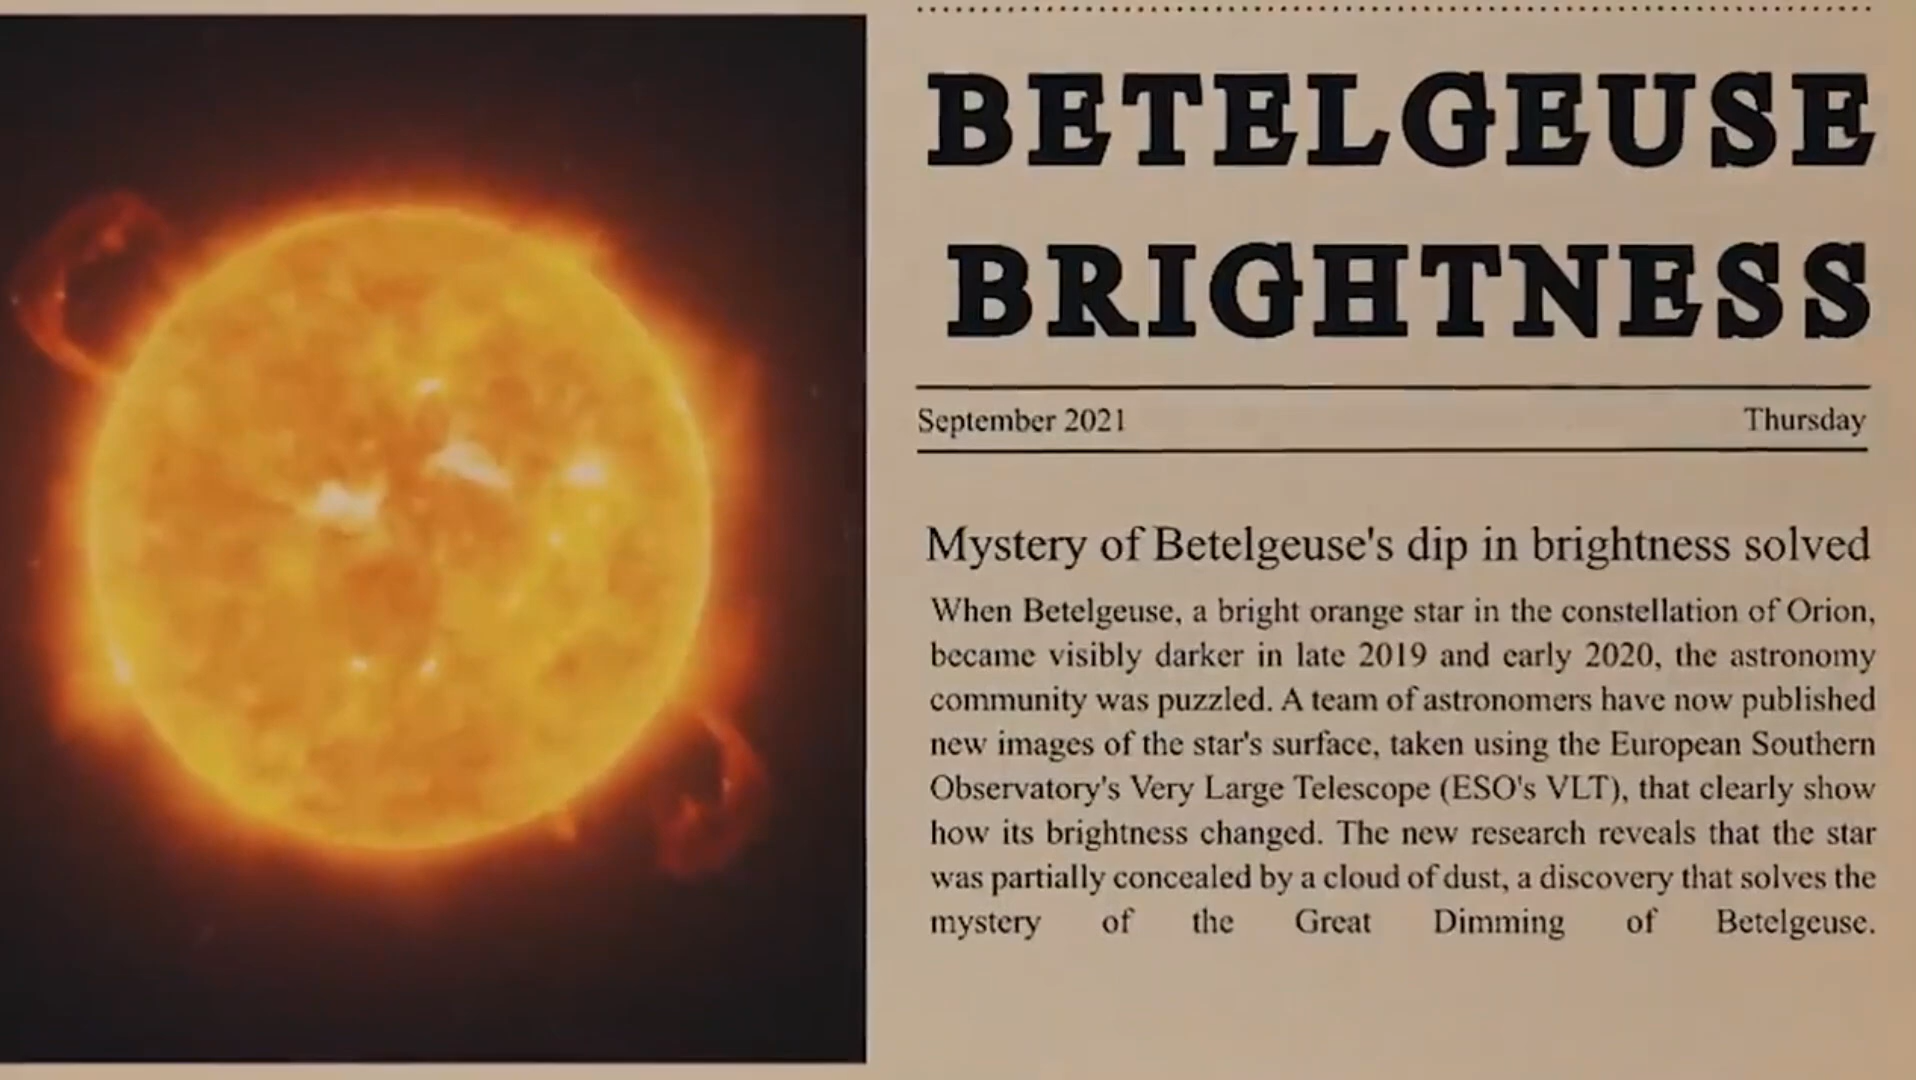 BETELGEUSE
BRIGHTNESS
September 2021 Thursday
Mystery of Betelgeuse's dip in brightness solved
When Betelgeuse, a bright orange star in the constellation of Orion,
became visibly darker in late 2019 and early 2020, the astronomy
community was puzzled. A team of astronomers have now published
new images of the star's surface, taken using the European Southern
Observatory's Very Large Telescope (ESO's VLT), that clearly show
how its brightness changed. The new research reveals that the star
was partially concealed by a cloud of dust, a discovery that solves the
mystery of the Great Dimming of Betelgeuse.